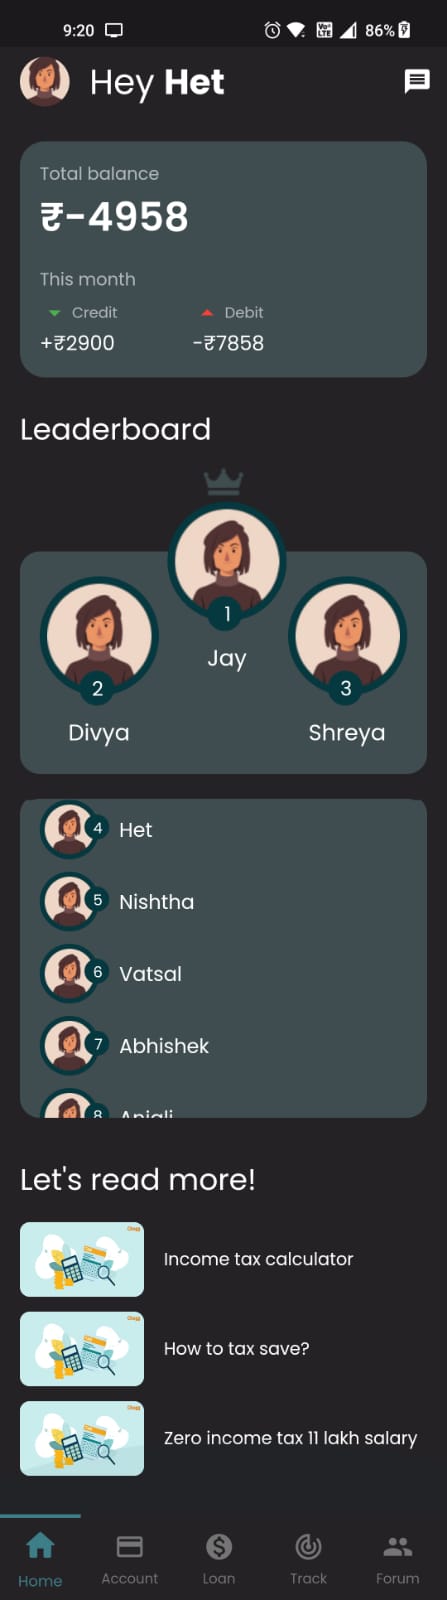 9:20
86%
Hey Het
Total balance
₹-4958
This month
Credit Debit
+₹2900 -₹7858
Leaderboard
1
Jay
2 3
Divya Shreya
4 Het
5 Nishtha
6 Vatsal
7 Abhishek
8 Anjali
Let's read more!
Income tax calculator
How to tax save?
Zero income tax 11 lakh salary
Home Account Loan Track Forum